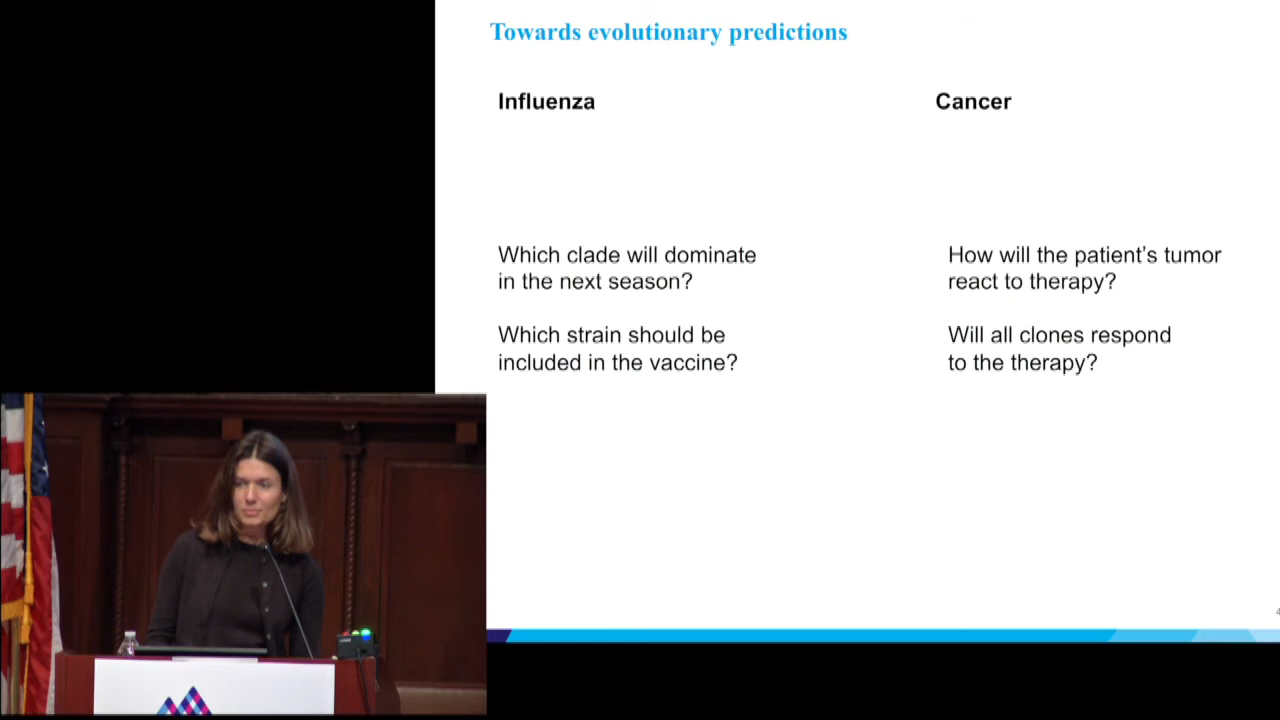 Towards evolutionary predictions
Influenza
Which clade will dominate
in the next season?
Which strain should be
included in the vaccine?
Cancer
How will the patient's tumor
react to therapy?
Will all clones respond
to the therapy?
4